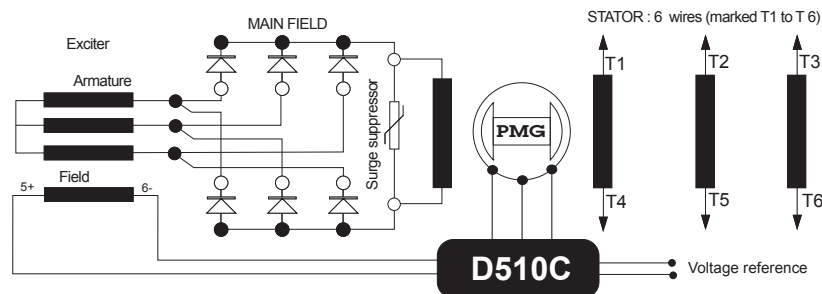 STATOR : 6 wires (marked T1 to T 6)
Exciter
MAIN FIELD
Armature
T1
T2
T3
Surge suppressor
PMG
Field
5+
6-
T4
T5
T6
D510C
Voltage reference